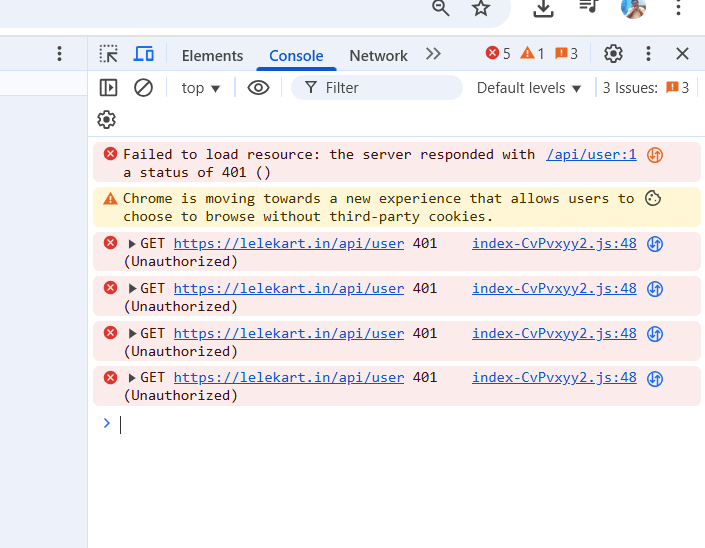 Elements Console Network 5 1 3
top Filter Default levels 3 Issues: 3
Failed to load resource: the server responded with /api/user:1
a status of 401 ()
Chrome is moving towards a new experience that allows users to
choose to browse without third-party cookies.
GET https://lelekart.in/api/user 401 index-CvPvxyy2.js:48
(Unauthorized)
GET https://lelekart.in/api/user 401 index-CvPvxyy2.js:48
(Unauthorized)
GET https://lelekart.in/api/user 401 index-CvPvxyy2.js:48
(Unauthorized)
GET https://lelekart.in/api/user 401 index-CvPvxyy2.js:48
(Unauthorized)